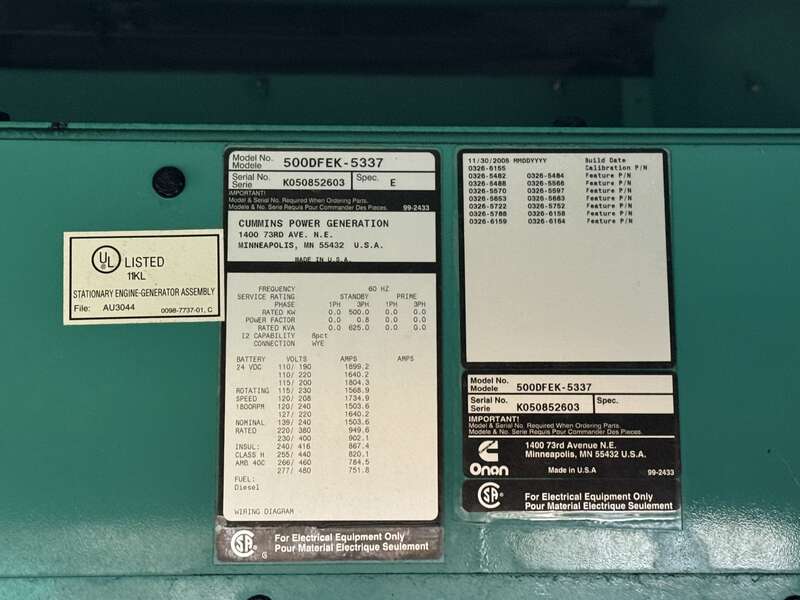 UL LISTED
11KL
STATIONARY ENGINE-GENERATOR ASSEMBLY
File: AU3044 0098-7737-01, C
Model No.
Modele 500DFEK-5337
Serial No.
Serie K050852603 Spec. E
IMPORTANT!
Model & Serial No. Required When Ordering Parts.
Modele & No. Serie Requis Pour Commander Des Pieces. 99-2433
CUMMINS POWER GENERATION
1400 73RD AVE. N.E.
MINNEAPOLIS, MN 55432 U.S.A.
MADE IN U.S.A.
FREQUENCY 60 HZ
SERVICE RATING STANDBY PRIME
PHASE 1PH 3PH 1PH 3PH
RATED KW 0.0 500.0 0.0 0.0
POWER FACTOR 0.0 0.8 0.0 0.0
RATED KVA 0.0 625.0 0.0 0.0
I2 CAPABILITY 8pct
CONNECTION WYE
BATTERY VOLTS AMPS AMPS
24 VDC 110/ 190 1899.2
110/ 220 1640.2
115/ 200 1804.3
ROTATING 115/ 230 1568.9
SPEED 120/ 208 1734.9
1800RPM 120/ 240 1503.6
127/ 220 1640.2
NOMINAL 139/ 240 1503.6
RATED 220/ 380 949.6
230/ 400 902.1
INSUL: 240/ 416 867.4
CLASS H 255/ 440 820.1
AMB 40C 266/ 460 784.5
277/ 480 751.8
FUEL:
Diesel
WIRING DIAGRAM
SA G
For Electrical Equipment Only
Pour Material Electrique Seulement
11/30/2005 MMDDYYYY Build Date
0326-6155 Calibration P/N
0326-5482 0326-5484 Feature P/N
0326-5488 0326-5566 Feature P/N
0326-5570 0326-5597 Feature P/N
0326-5653 0326-5683 Feature P/N
0326-5722 0326-5752 Feature P/N
0326-5788 0326-6158 Feature P/N
0326-6159 0326-6164 Feature P/N
Model No.
Modele 500DFEK-5337
Serial No.
Serie K050852603 Spec.
IMPORTANT!
Model & Serial No. Required When Ordering Parts.
Modele & No. Serie Requis Pour Commander Des Pieces.
Onan
1400 73rd Avenue N.E.
Minneapolis, MN 55432 U.S.A.
Made in U.S.A 99-2433
SA
For Electrical Equipment Only
Pour Material Electrique Seulement